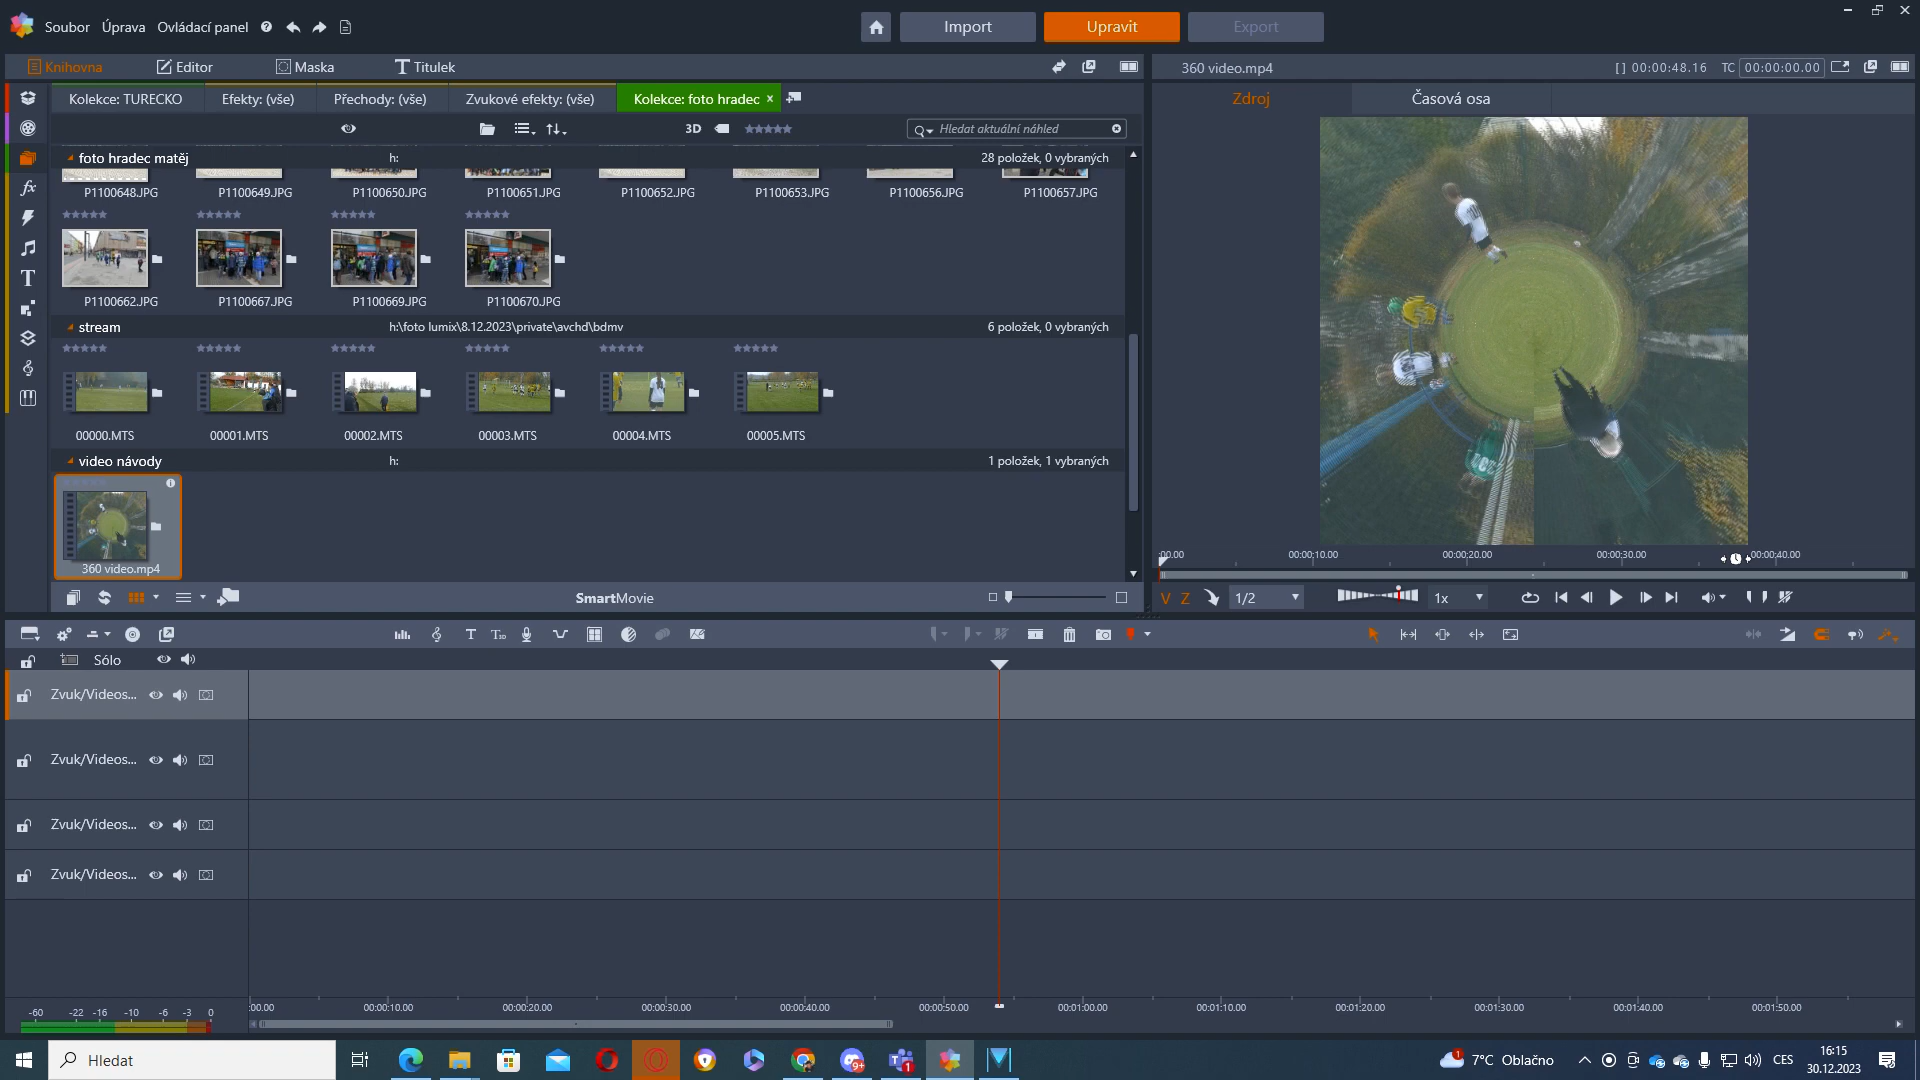 Soubor Úprava Ovládací panel
Import Upravit Export
Knihovna Editor Maska Titulek
360 video.mp4 [] 00:00:48.16 TC 00:00:00.00
Kolekce: TURECKO Efekty: (vše) Přechody: (vše) Zvukové efekty: (vše) Kolekce: foto hradec × 
Zdroj Časová osa
3D Hledat aktuální náhled
foto hradec matěj h: 28 položek, 0 vybraných
P1100648.JPG P1100649.JPG P1100650.JPG P1100651.JPG P1100652.JPG P1100653.JPG P1100656.JPG P1100657.JPG
P1100662.JPG P1100667.JPG P1100669.JPG P1100670.JPG
stream h:\foto lumix\8.12.2023\private\avchd\bdmv 6 položek, 0 vybraných
00000.MTS 00001.MTS 00002.MTS 00003.MTS 00004.MTS 00005.MTS
video návody h: 1 položek, 1 vybraných
360 video.mp4
:00.00 00:00:10.00 00:00:20.00 00:00:30.00 00:00:40.00
SmartMovie
V Z 1/2 1x
Sólo
Zvuk/Videos...
Zvuk/Videos...
Zvuk/Videos...
Zvuk/Videos...
:00.00 00:00:10.00 00:00:20.00 00:00:30.00 00:00:40.00 00:00:50.00 00:01:00.00 00:01:10.00 00:01:20.00 00:01:30.00 00:01:40.00 00:01:50.00
-60 -22 -16 -10 -6 -3 0
Hledat
9+ 1 1 7°C Oblačno CES
16:15
30.12.2023